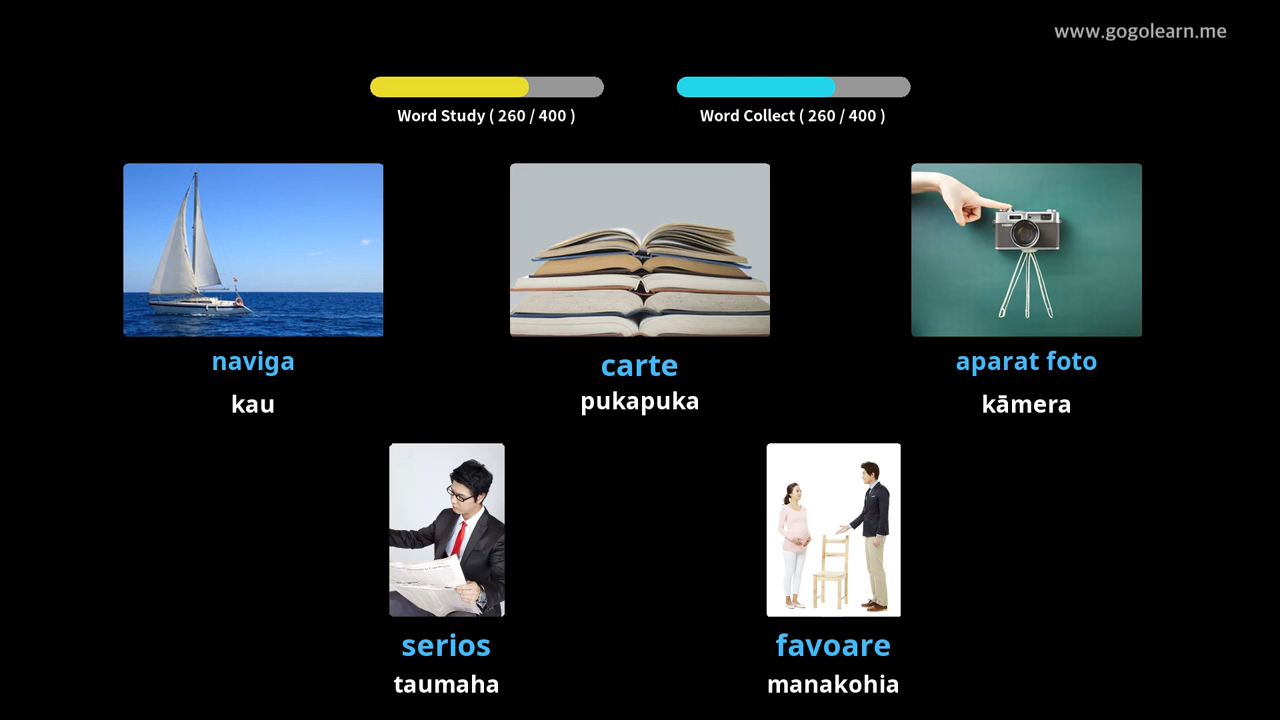 www.gogolearn.me
Word Study ( 260 / 400 )
Word Collect ( 260 / 400 )
naviga
kau
carte
pukapuka
aparat foto
kāmera
serios
taumaha
favoare
manakohia